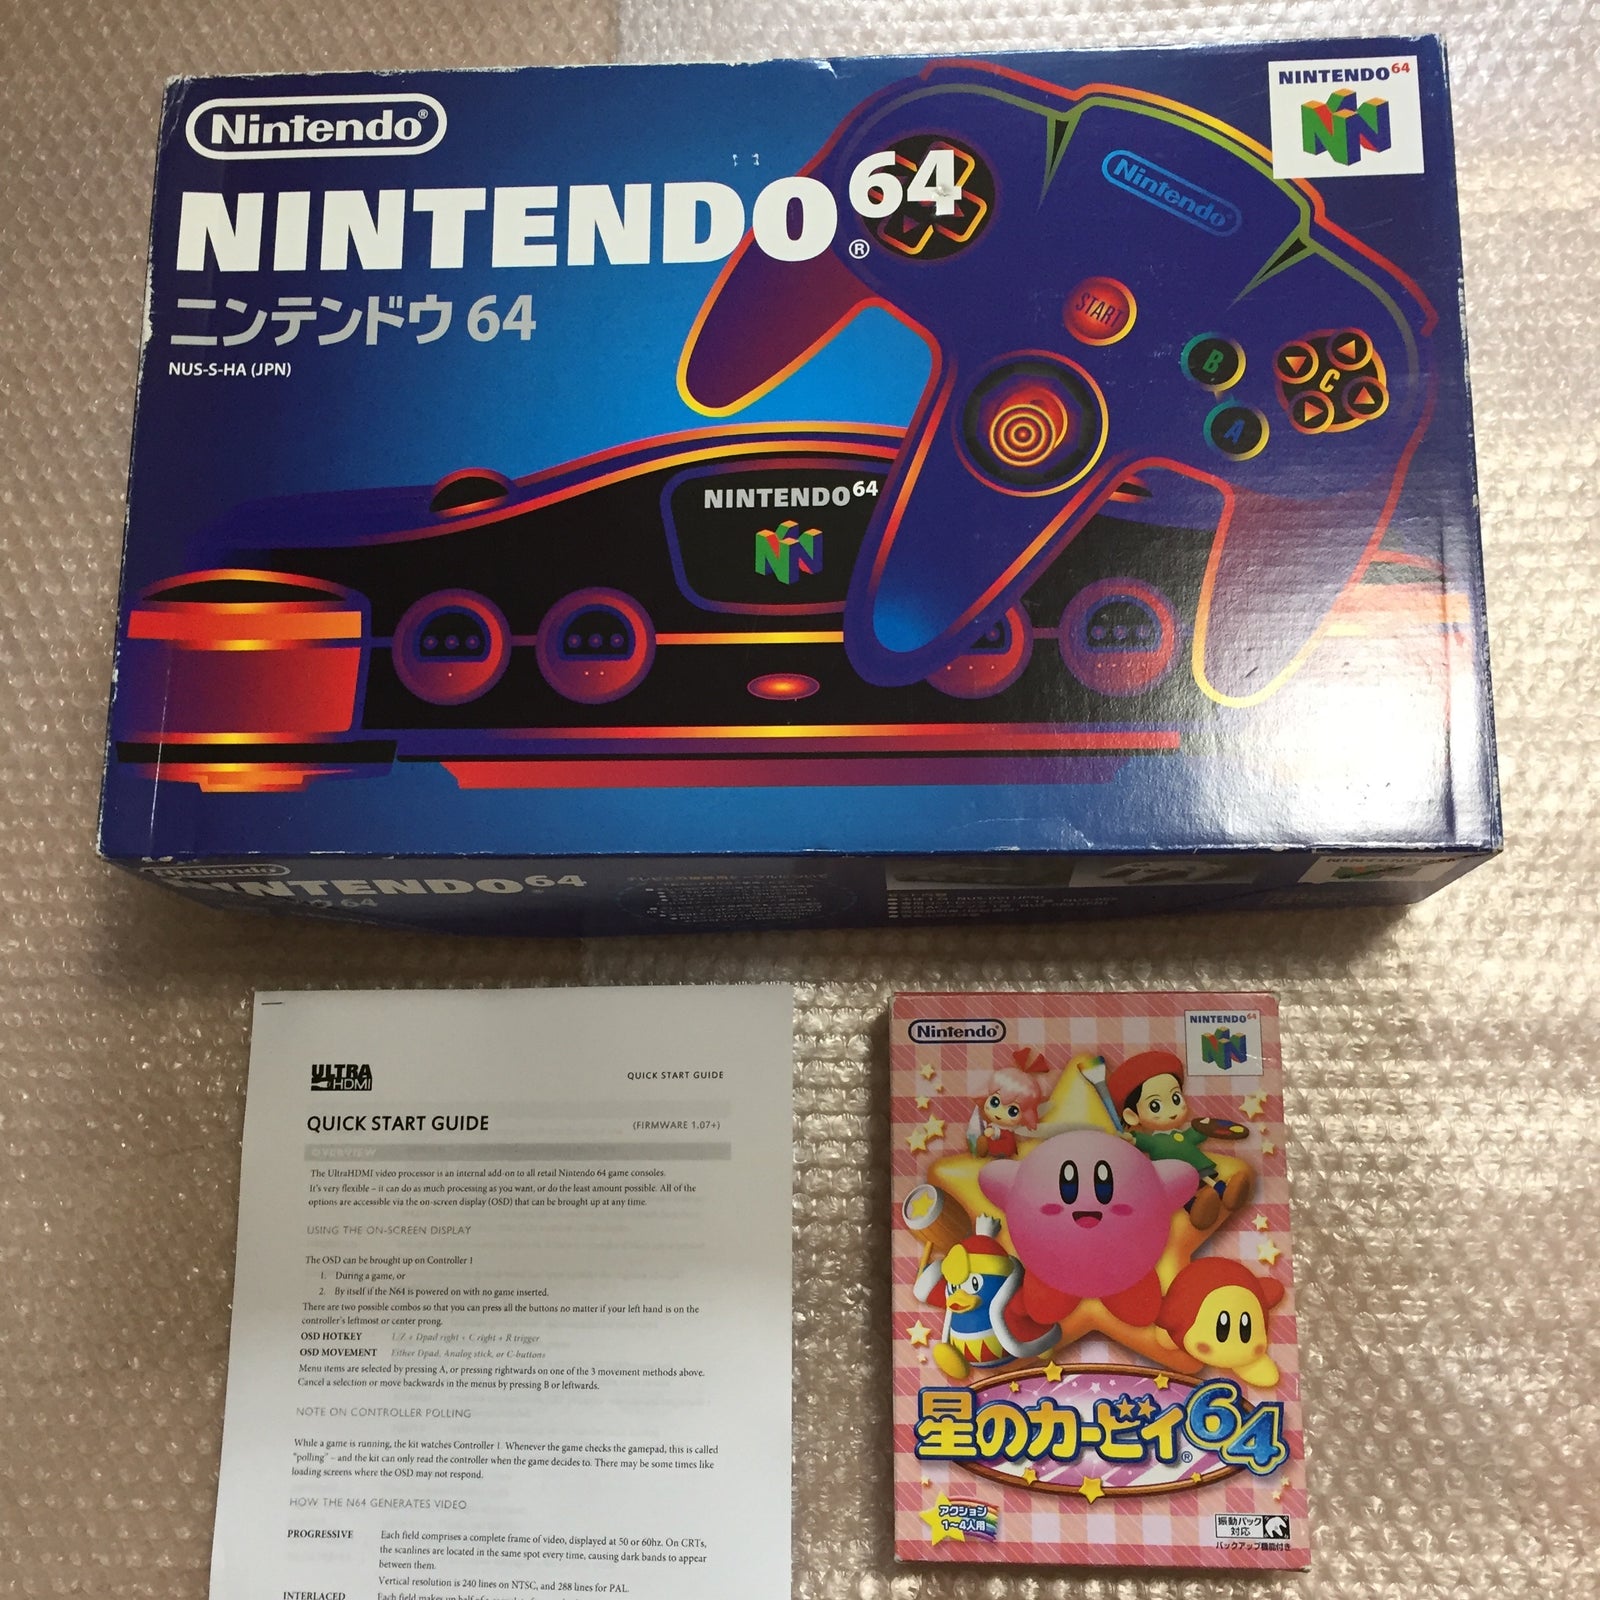 Nintendo®
NINTENDO64®
ニンテンドウ64
NUS-S-HA (JPN)
NINTENDO64
Nintendo
START
B
A
C
NINTENDO64
Nintendo
NINTENDO64
ULTRA
HDMI
QUICK START GUIDE
QUICK START GUIDE
(FIRMWARE 1.07+)
OVERVIEW
The UltraHDMI video processor is an internal add-on to all retail Nintendo 64 game consoles.
It's very flexible – it can do as much processing as you want, or do the least amount possible. All of the
options are accessible via the on-screen display (OSD) that can be brought up at any time.
USING THE ON-SCREEN DISPLAY
The OSD can be brought up on Controller 1
1. During a game, or
2. By itself if the N64 is powered on with no game inserted.
There are two possible combos so that you can press all the buttons no matter if your left hand is on the
controller's leftmost or center prong.
OSD HOTKEY L/Z + Dpad right + C right + R trigger
OSD MOVEMENT Either Dpad, Analog stick, or C-buttons
Menu items are selected by pressing A, or pressing rightwards on one of the 3 movement methods above.
Cancel a selection or move backwards in the menus by pressing B or leftwards.
NOTE ON CONTROLLER POLLING
While a game is running, the kit watches Controller 1. Whenever the game checks the gamepad, this is called
"polling" – and the kit can only read the controller when the game decides to. There may be some times like
loading screens where the OSD may not respond.
HOW THE N64 GENERATES VIDEO
PROGRESSIVE Each field comprises a complete frame of video, displayed at 50 or 60hz. On CRTs,
the scanlines are located in the same spot every time, causing dark bands to appear
between them.
Vertical resolution is 240 lines on NTSC, and 288 lines for PAL.
INTERLACED
Nintendo®
NINTENDO64
星のカービィ64
®
アクション
1~4人用
振動パック
対応
バックアップ機能付き